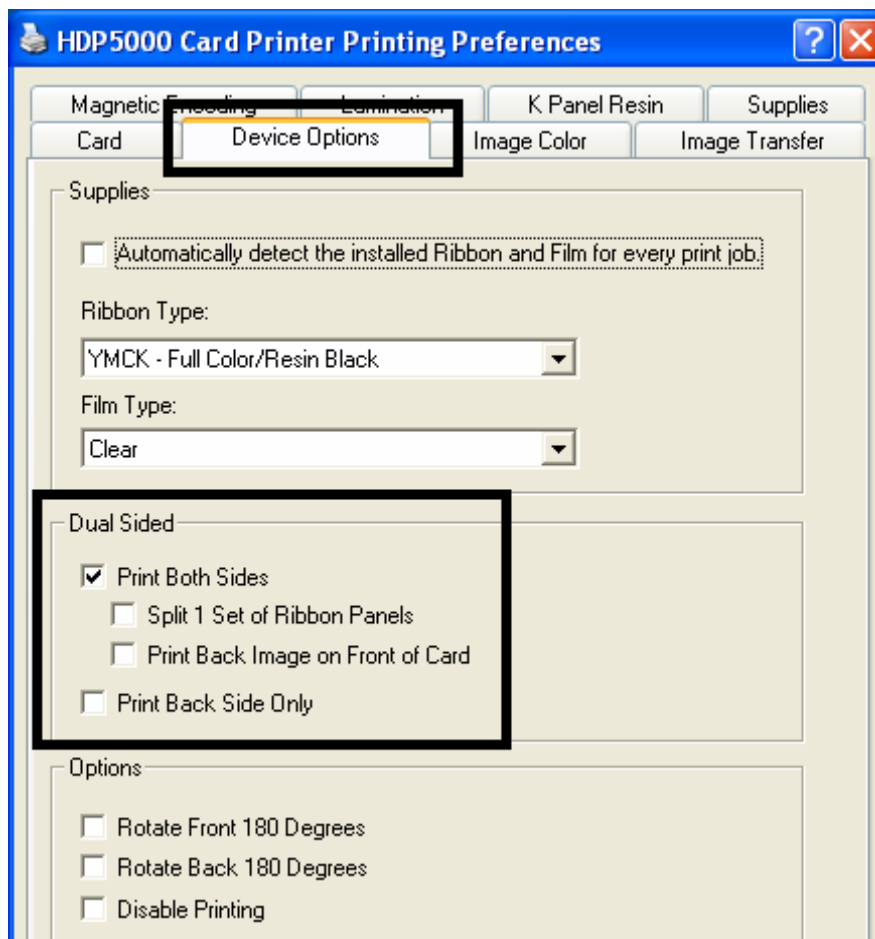 HDP5000 Card Printer Printing Preferences
Magnetic Encoding Lamination K Panel Resin Supplies
Card Device Options Image Color Image Transfer
Supplies
Automatically detect the installed Ribbon and Film for every print job.
Ribbon Type:
YMCK - Full Color/Resin Black
Film Type:
Clear
Dual Sided
Print Both Sides
Split 1 Set of Ribbon Panels
Print Back Image on Front of Card
Print Back Side Only
Options
Rotate Front 180 Degrees
Rotate Back 180 Degrees
Disable Printing